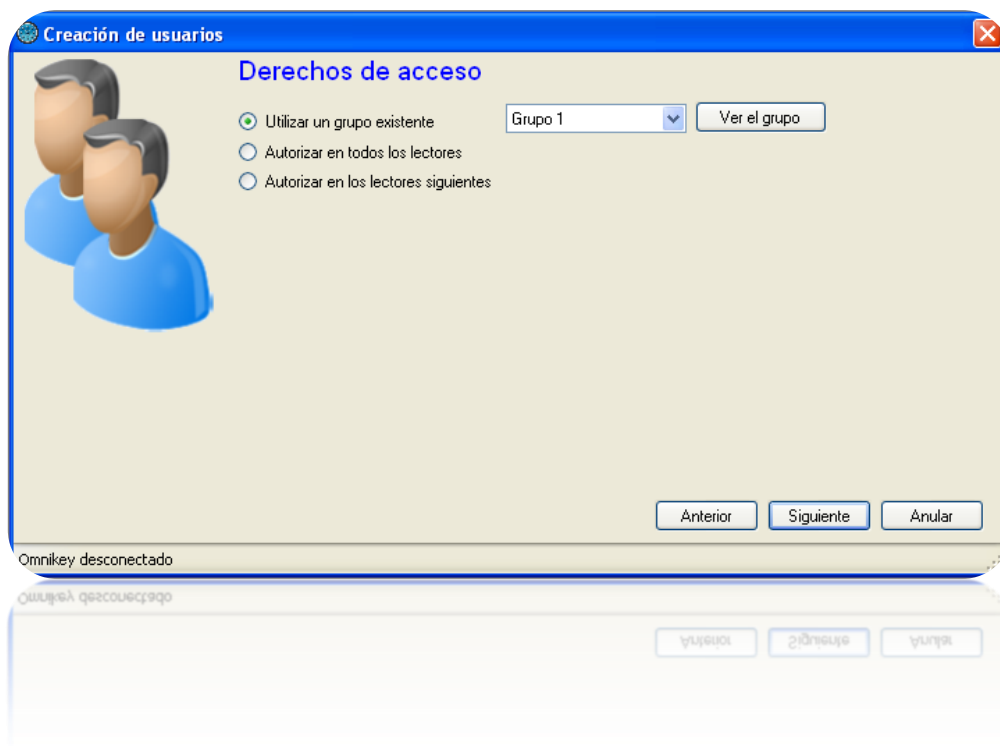 Creación de usuarios
Derechos de acceso
Utilizar un grupo existente Grupo 1 Ver el grupo
Autorizar en todos los lectores
Autorizar en los lectores siguientes
Anterior Siguiente Anular
Omnikey desconectado